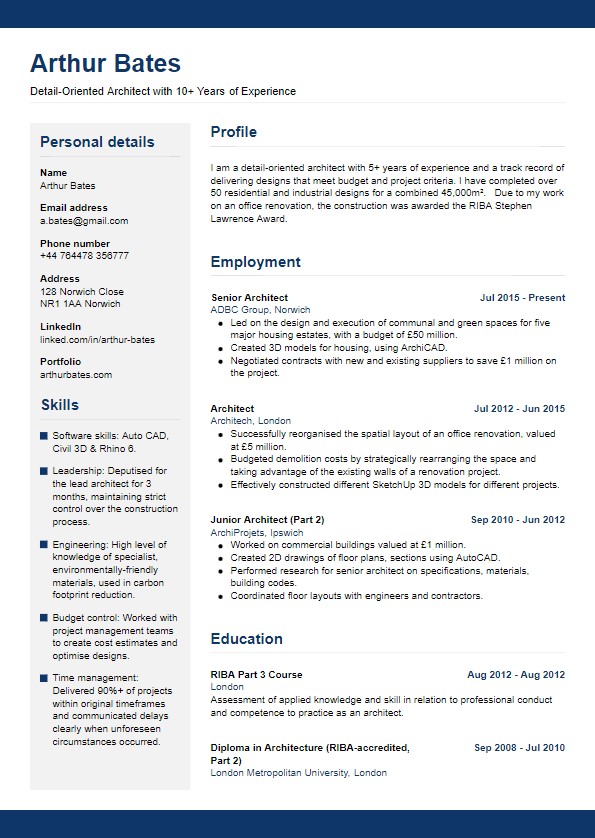 Arthur Bates
Detail-Oriented Architect with 10+ Years of Experience
Personal details
Name
Arthur Bates
Email address
a.bates@gmail.com
Phone number
+44 764478 356777
Address
128 Norwich Close
NR1 1AA Norwich
LinkedIn
linked.com/in/arthur-bates
Portfolio
arthurbates.com
Skills
Software skills: Auto CAD,
Civil 3D & Rhino 6.
Leadership: Deputised for
the lead architect for 3
months, maintaining strict
control over the construction
process.
Engineering: High level of
knowledge of specialist,
environmentally-friendly
materials, used in carbon
footprint reduction.
Budget control: Worked with
project management teams
to create cost estimates and
optimise designs.
Time management:
Delivered 90%+ of projects
within original timeframes
and communicated delays
clearly when unforeseen
circumstances occurred.
Profile
I am a detail-oriented architect with 5+ years of experience and a track record of
delivering designs that meet budget and project criteria. I have completed over
50 residential and industrial designs for a combined 45,000m². Due to my work
on an office renovation, the construction was awarded the RIBA Stephen
Lawrence Award.
Employment
Senior Architect Jul 2015 - Present
ADBC Group, Norwich
● Led on the design and execution of communal and green spaces for five
major housing estates, with a budget of £50 million.
● Created 3D models for housing, using ArchiCAD.
● Negotiated contracts with new and existing suppliers to save £1 million on
the project.
Architect Jul 2012 - Jun 2015
Architech, London
● Successfully reorganised the spatial layout of an office renovation, valued
at £5 million.
● Budgeted demolition costs by strategically rearranging the space and
taking advantage of the existing walls of a renovation project.
● Effectively constructed different SketchUp 3D models for different projects.
Junior Architect (Part 2) Sep 2010 - Jun 2012
ArchiProjets, Ipswich
● Worked on commercial buildings valued at £1 million.
● Created 2D drawings of floor plans, sections using AutoCAD.
● Performed research for senior architect on specifications, materials,
building codes.
● Coordinated floor layouts with engineers and contractors.
Education
RIBA Part 3 Course Aug 2012 - Aug 2012
London
Assessment of applied knowledge and skill in relation to professional conduct
and competence to practice as an architect.
Diploma in Architecture (RIBA-accredited, Sep 2008 - Jul 2010
Part 2)
London Metropolitan University, London